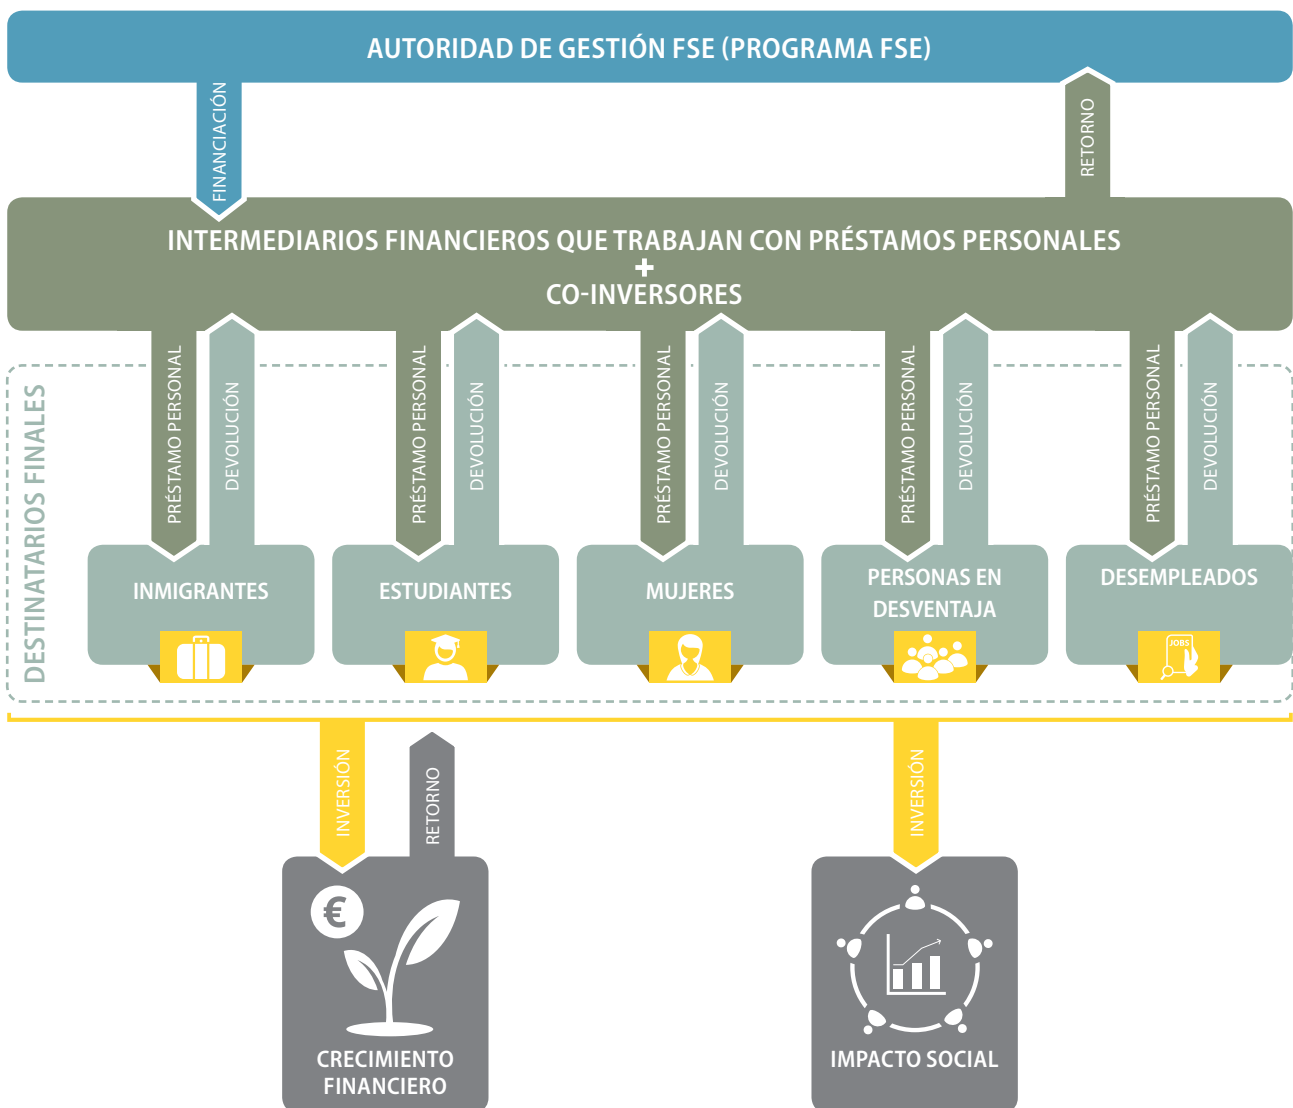 AUTORIDAD DE GESTIÓN FSE (PROGRAMA FSE)
FINANCIACIÓN
RETORNO
INTERMEDIARIOS FINANCIEROS QUE TRABAJAN CON PRÉSTAMOS PERSONALES
+
CO-INVERSORES
DESTINATARIOS FINALES
PRÉSTAMO PERSONAL
DEVOLUCIÓN
PRÉSTAMO PERSONAL
DEVOLUCIÓN
PRÉSTAMO PERSONAL
DEVOLUCIÓN
PRÉSTAMO PERSONAL
DEVOLUCIÓN
PRÉSTAMO PERSONAL
DEVOLUCIÓN
INMIGRANTES
ESTUDIANTES
MUJERES
PERSONAS EN
DESVENTAJA
DESEMPLEADOS
JOBS
INVERSIÓN
RETORNO
INVERSIÓN
€
CRECIMIENTO
FINANCIERO
IMPACTO SOCIAL